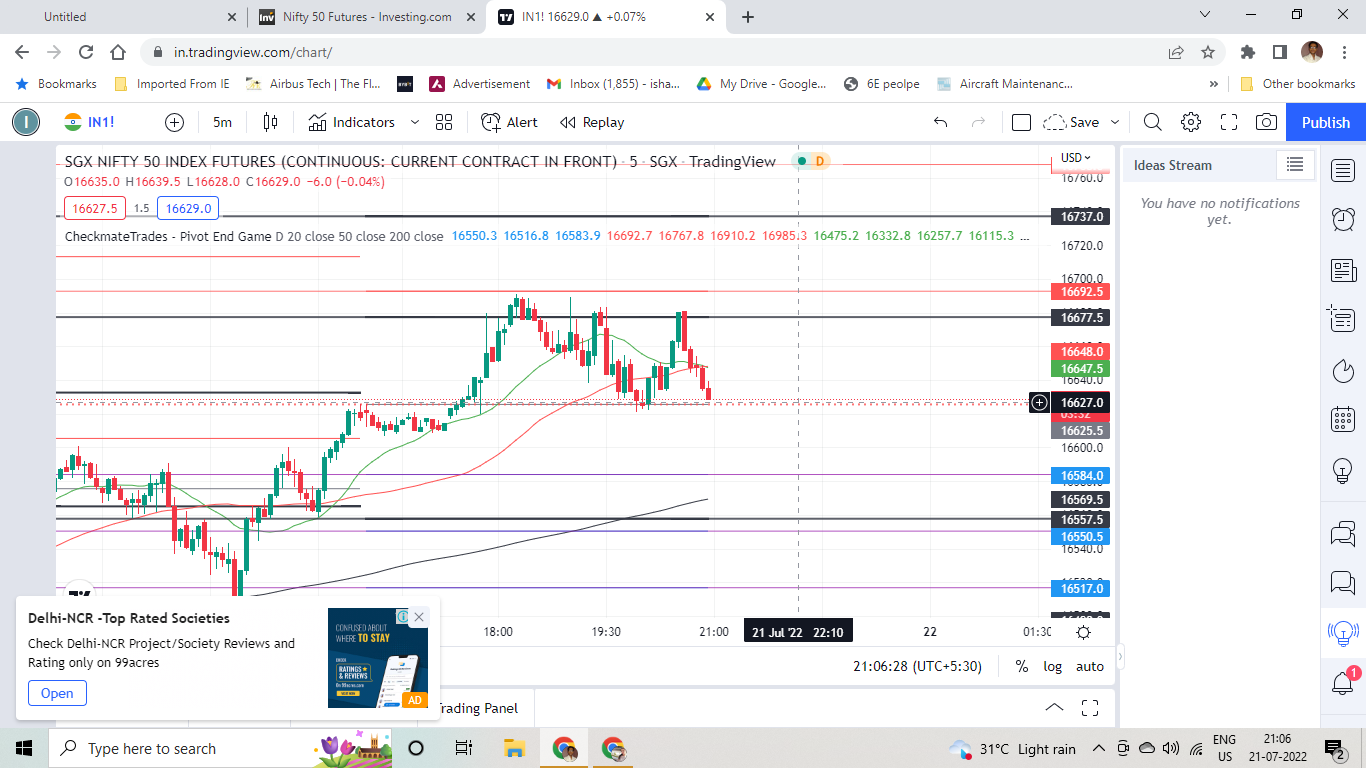 Untitled
Nifty 50 Futures - Investing.com
IN1! 16629.0 ▲ +0.07%
in.tradingview.com/chart/
Bookmarks
Imported From IE
Airbus Tech | The Fl...
Advertisement
Inbox (1,855) - isha...
My Drive - Google...
6E peolpe
Aircraft Maintenanc...
»
Other bookmarks
I
IN1!
5m
Indicators
Alert
Replay
Save
Publish
SGX NIFTY 50 INDEX FUTURES (CONTINUOUS: CURRENT CONTRACT IN FRONT) · 5 · SGX · TradingView
D
USD
O16635.0 H16639.5 L16628.0 C16629.0 −6.0 (−0.04%)
16627.5 1.5 16629.0
CheckmateTrades - Pivot End Game D 20 close 50 close 200 close 16550.3 16516.8 16583.9 16692.7 16767.8 16910.2 16985.3 16475.2 16332.8 16257.7 16115.3 ...
16760.0
16737.0
16720.0
16700.0
16692.5
16677.5
16648.0
16647.5
16640.0
16627.0
16625.5
16600.0
16584.0
16569.5
16557.5
16550.5
16540.0
16517.0
18:00
19:30
21:00
21 Jul '22 22:10
22
01:30
21:06:28 (UTC+5:30)
%
log
auto
Trading Panel
Ideas Stream
You have no notifications
yet.
1
Delhi-NCR -Top Rated Societies
Check Delhi-NCR Project/Society Reviews and
Rating only on 99acres
Open
CONFUSED ABOUT
WHERE TO STAY
RATINGS
& REVIEWS
AD
Type here to search
31°C Light rain
ENG
US
21:06
21-07-2022
2